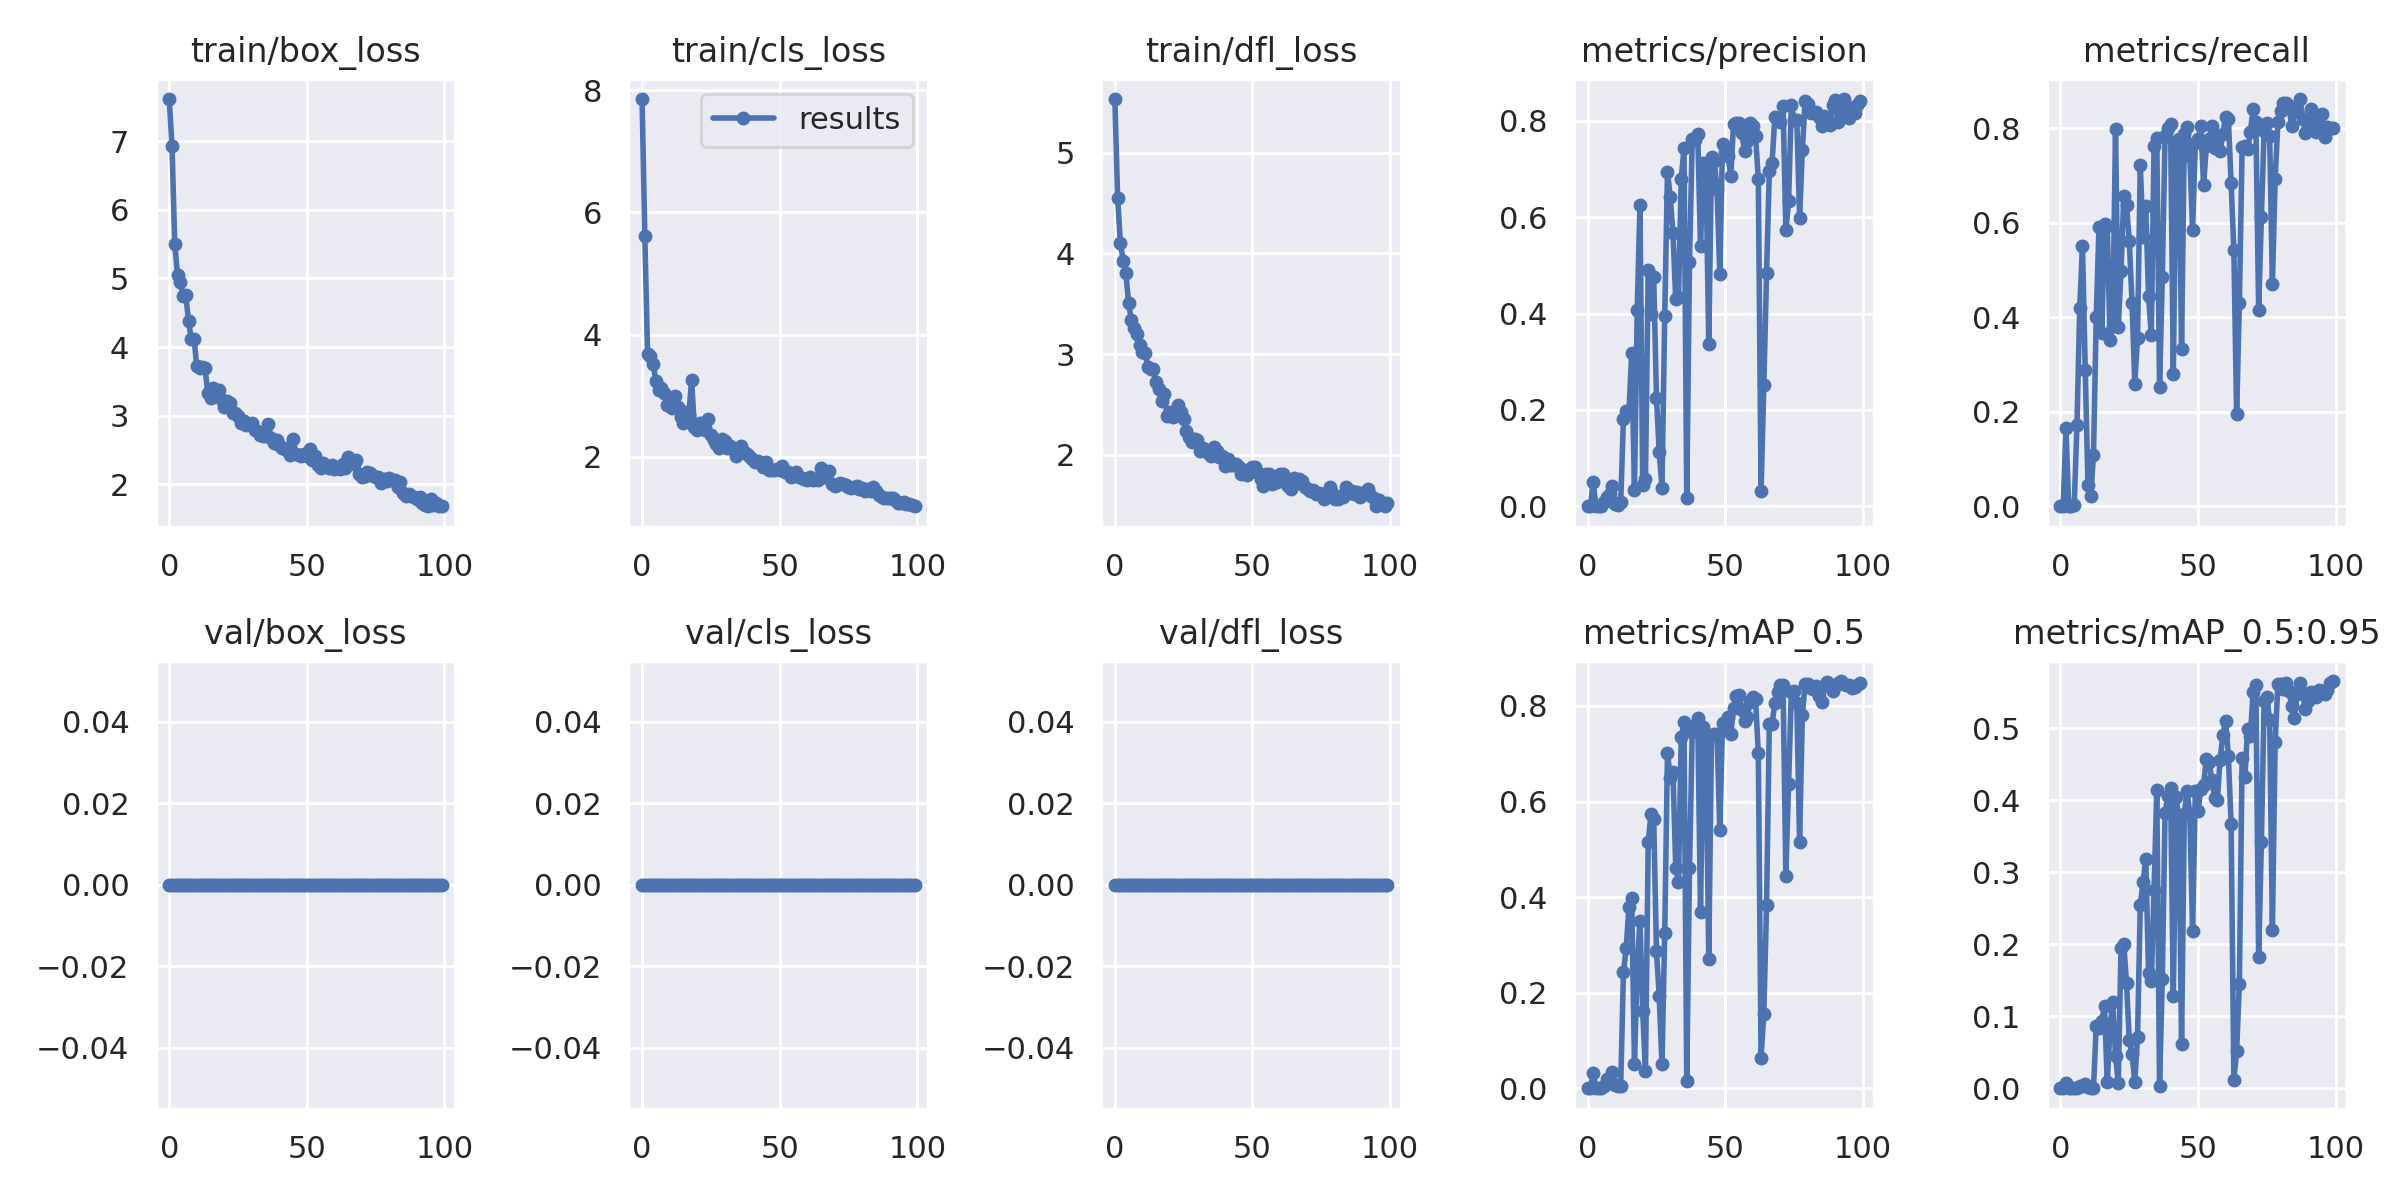 train/box_loss
7
6
5
4
3
2
0 50 100
train/cls_loss
results
8
6
4
2
0 50 100
train/dfl_loss
5
4
3
2
0 50 100
metrics/precision
0.8
0.6
0.4
0.2
0.0
0 50 100
metrics/recall
0.8
0.6
0.4
0.2
0.0
0 50 100
val/box_loss
0.04
0.02
0.00
−0.02
−0.04
0 50 100
val/cls_loss
0.04
0.02
0.00
−0.02
−0.04
0 50 100
val/dfl_loss
0.04
0.02
0.00
−0.02
−0.04
0 50 100
metrics/mAP_0.5
0.8
0.6
0.4
0.2
0.0
0 50 100
metrics/mAP_0.5:0.95
0.5
0.4
0.3
0.2
0.1
0.0
0 50 100